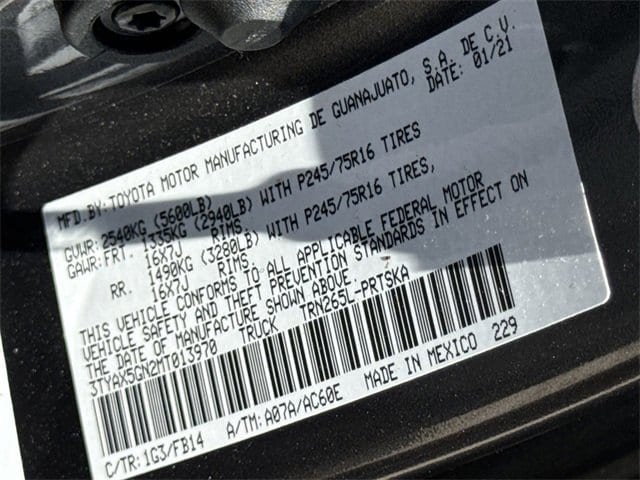 MFD.BY:TOYOTA MOTOR MANUFACTURING DE GUANAJUATO, S.A. DE C.V.
DATE: 01/21
GVWR: 2540KG (5600LB)
GAWR:FRT. 1335KG (2940LB) WITH P245/75R16 TIRES
16X7J RIMS.
RR. 1490KG (3280LB) WITH P245/75R16 TIRES,
16X7J RIMS.
THIS VEHICLE CONFORMS TO ALL APPLICABLE FEDERAL MOTOR
VEHICLE SAFETY AND THEFT PREVENTION STANDARDS IN EFFECT ON
THE DATE OF MANUFACTURE SHOWN ABOVE.
3TYAX5GN2MT013970 TRUCK TRN265L-PRTSKA
C/TR: 1G3/FB14 A/TM: A07A/AC60E MADE IN MEXICO 229